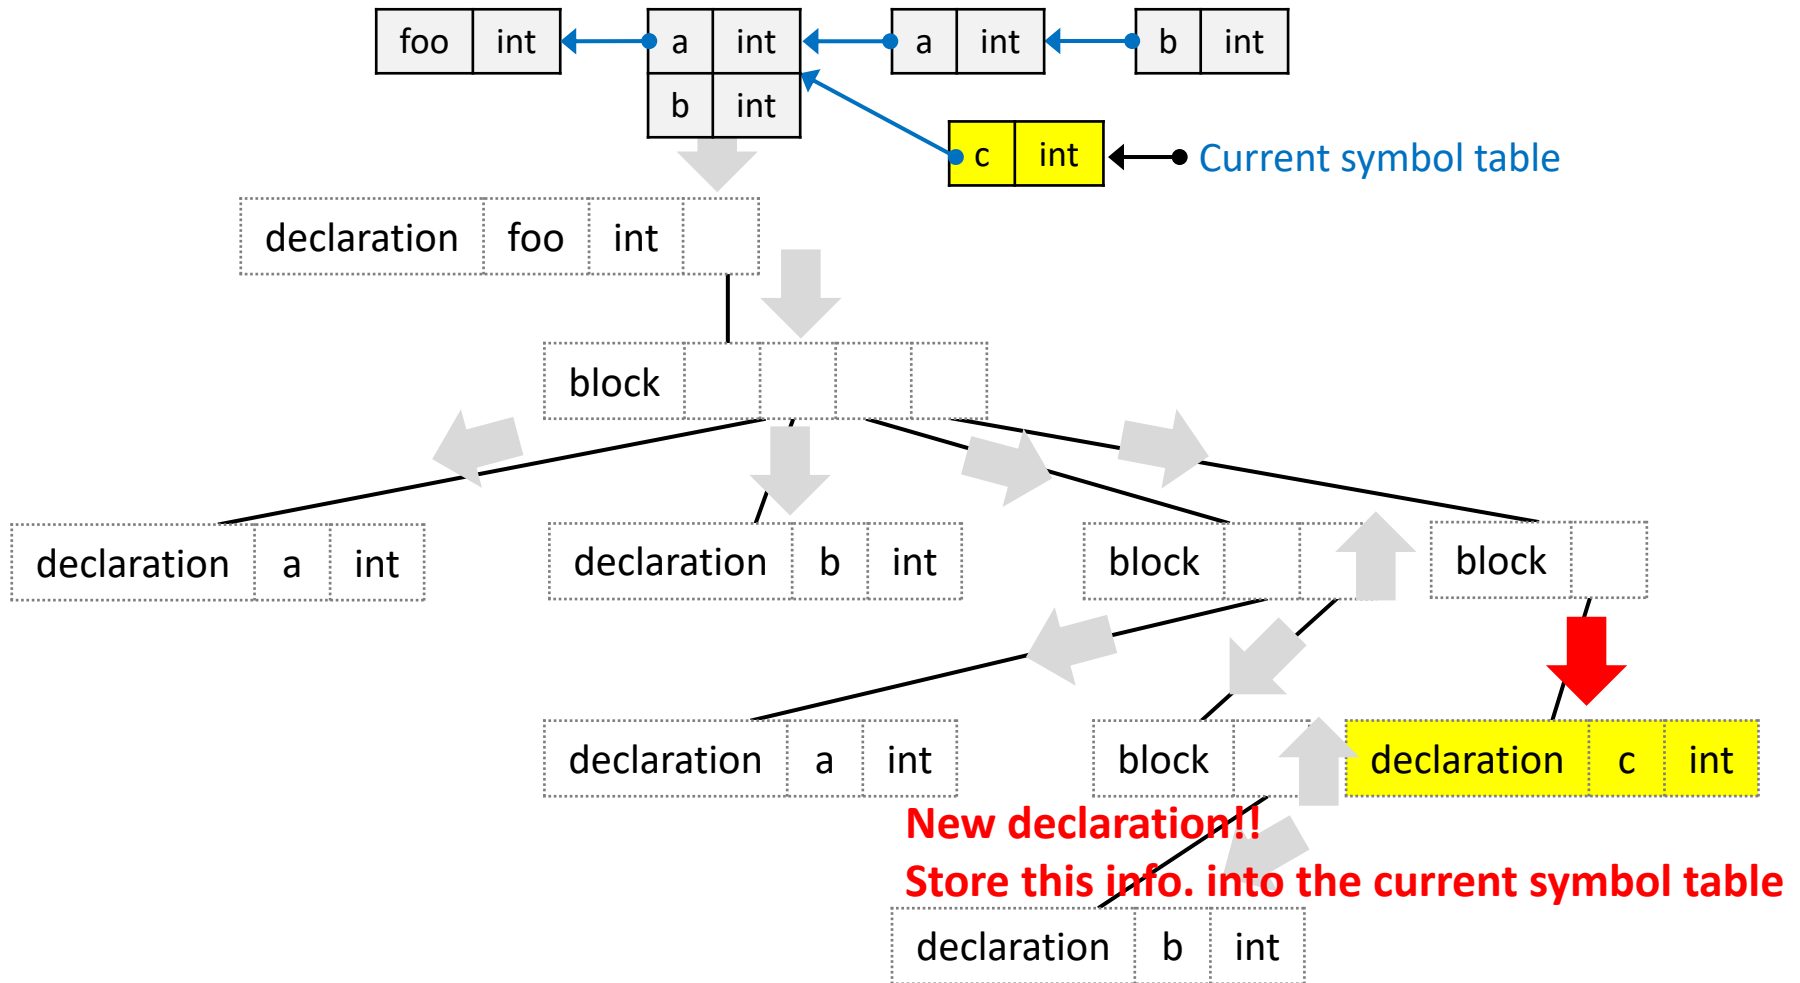 foo int a int a int b int
b int
c int Current symbol table
declaration foo int
block
declaration a int declaration b int block block
declaration a int block declaration c int
New declaration!!
Store this info. into the current symbol table
declaration b int